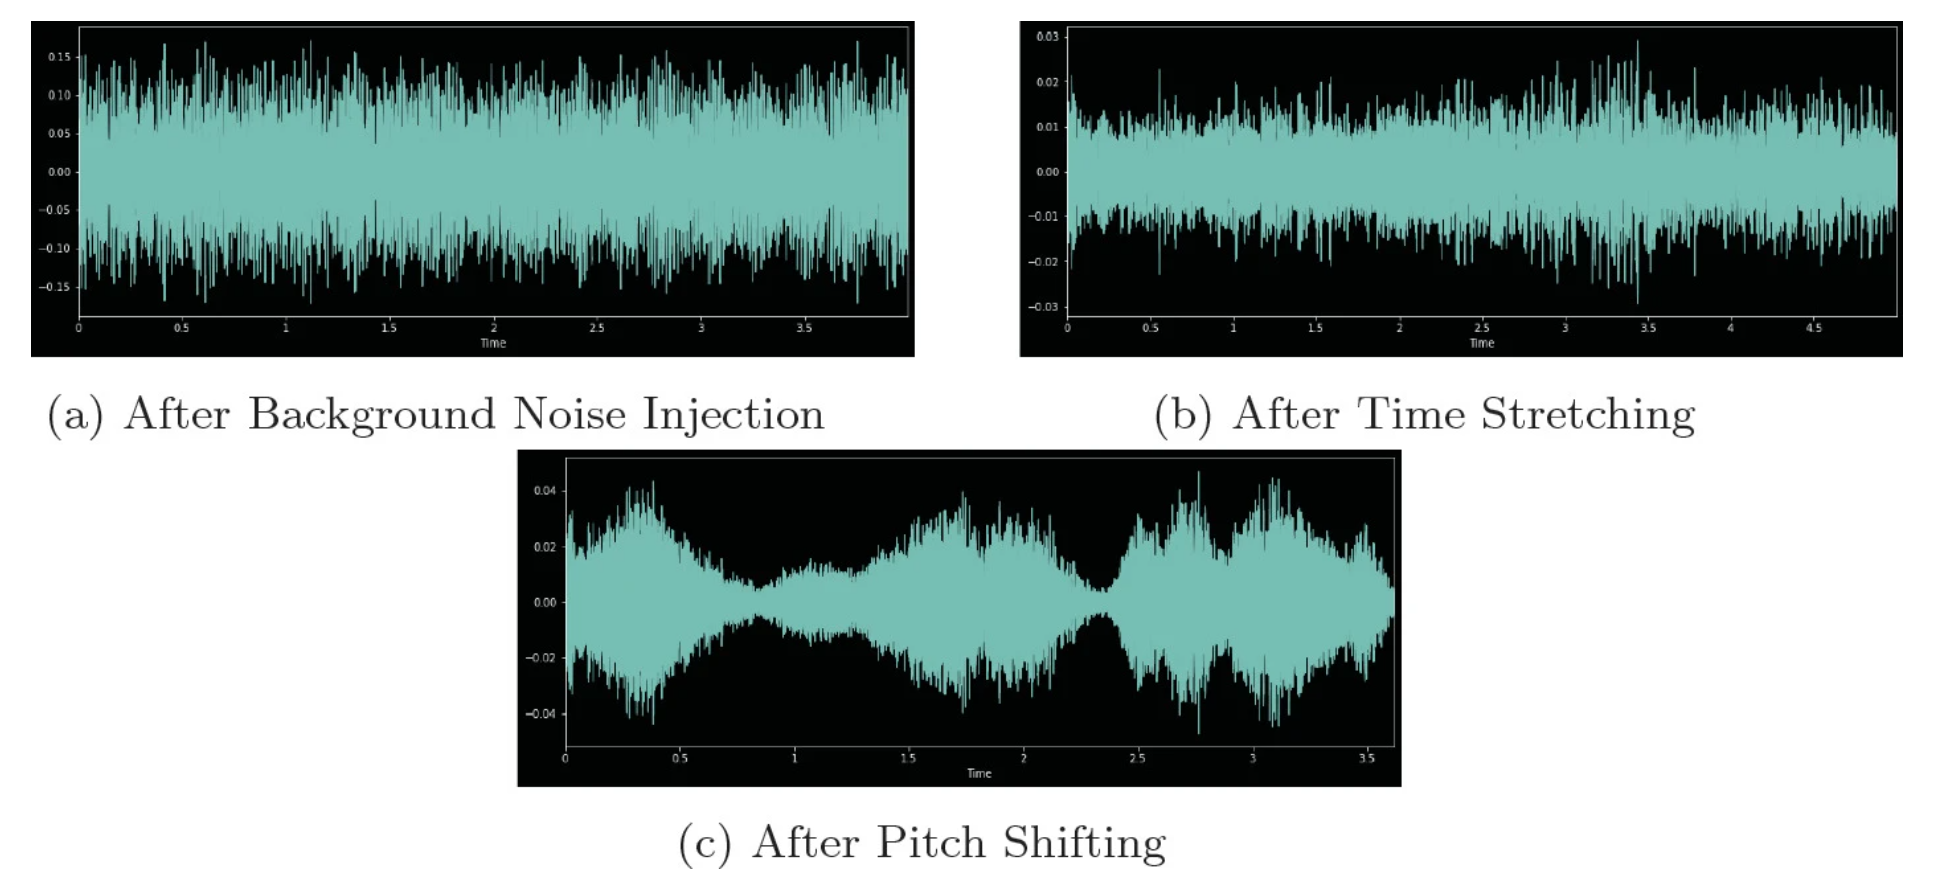 0.15
0.10
0.05
0.00
−0.05
−0.10
−0.15
0 0.5 1 1.5 2 2.5 3 3.5
Time
0.03
0.02
0.01
0.00
−0.01
−0.02
−0.03
0 0.5 1 1.5 2 2.5 3 3.5 4 4.5
Time
(a) After Background Noise Injection
(b) After Time Stretching
0.04
0.02
0.00
−0.02
−0.04
0 0.5 1 1.5 2 2.5 3 3.5
Time
(c) After Pitch Shifting